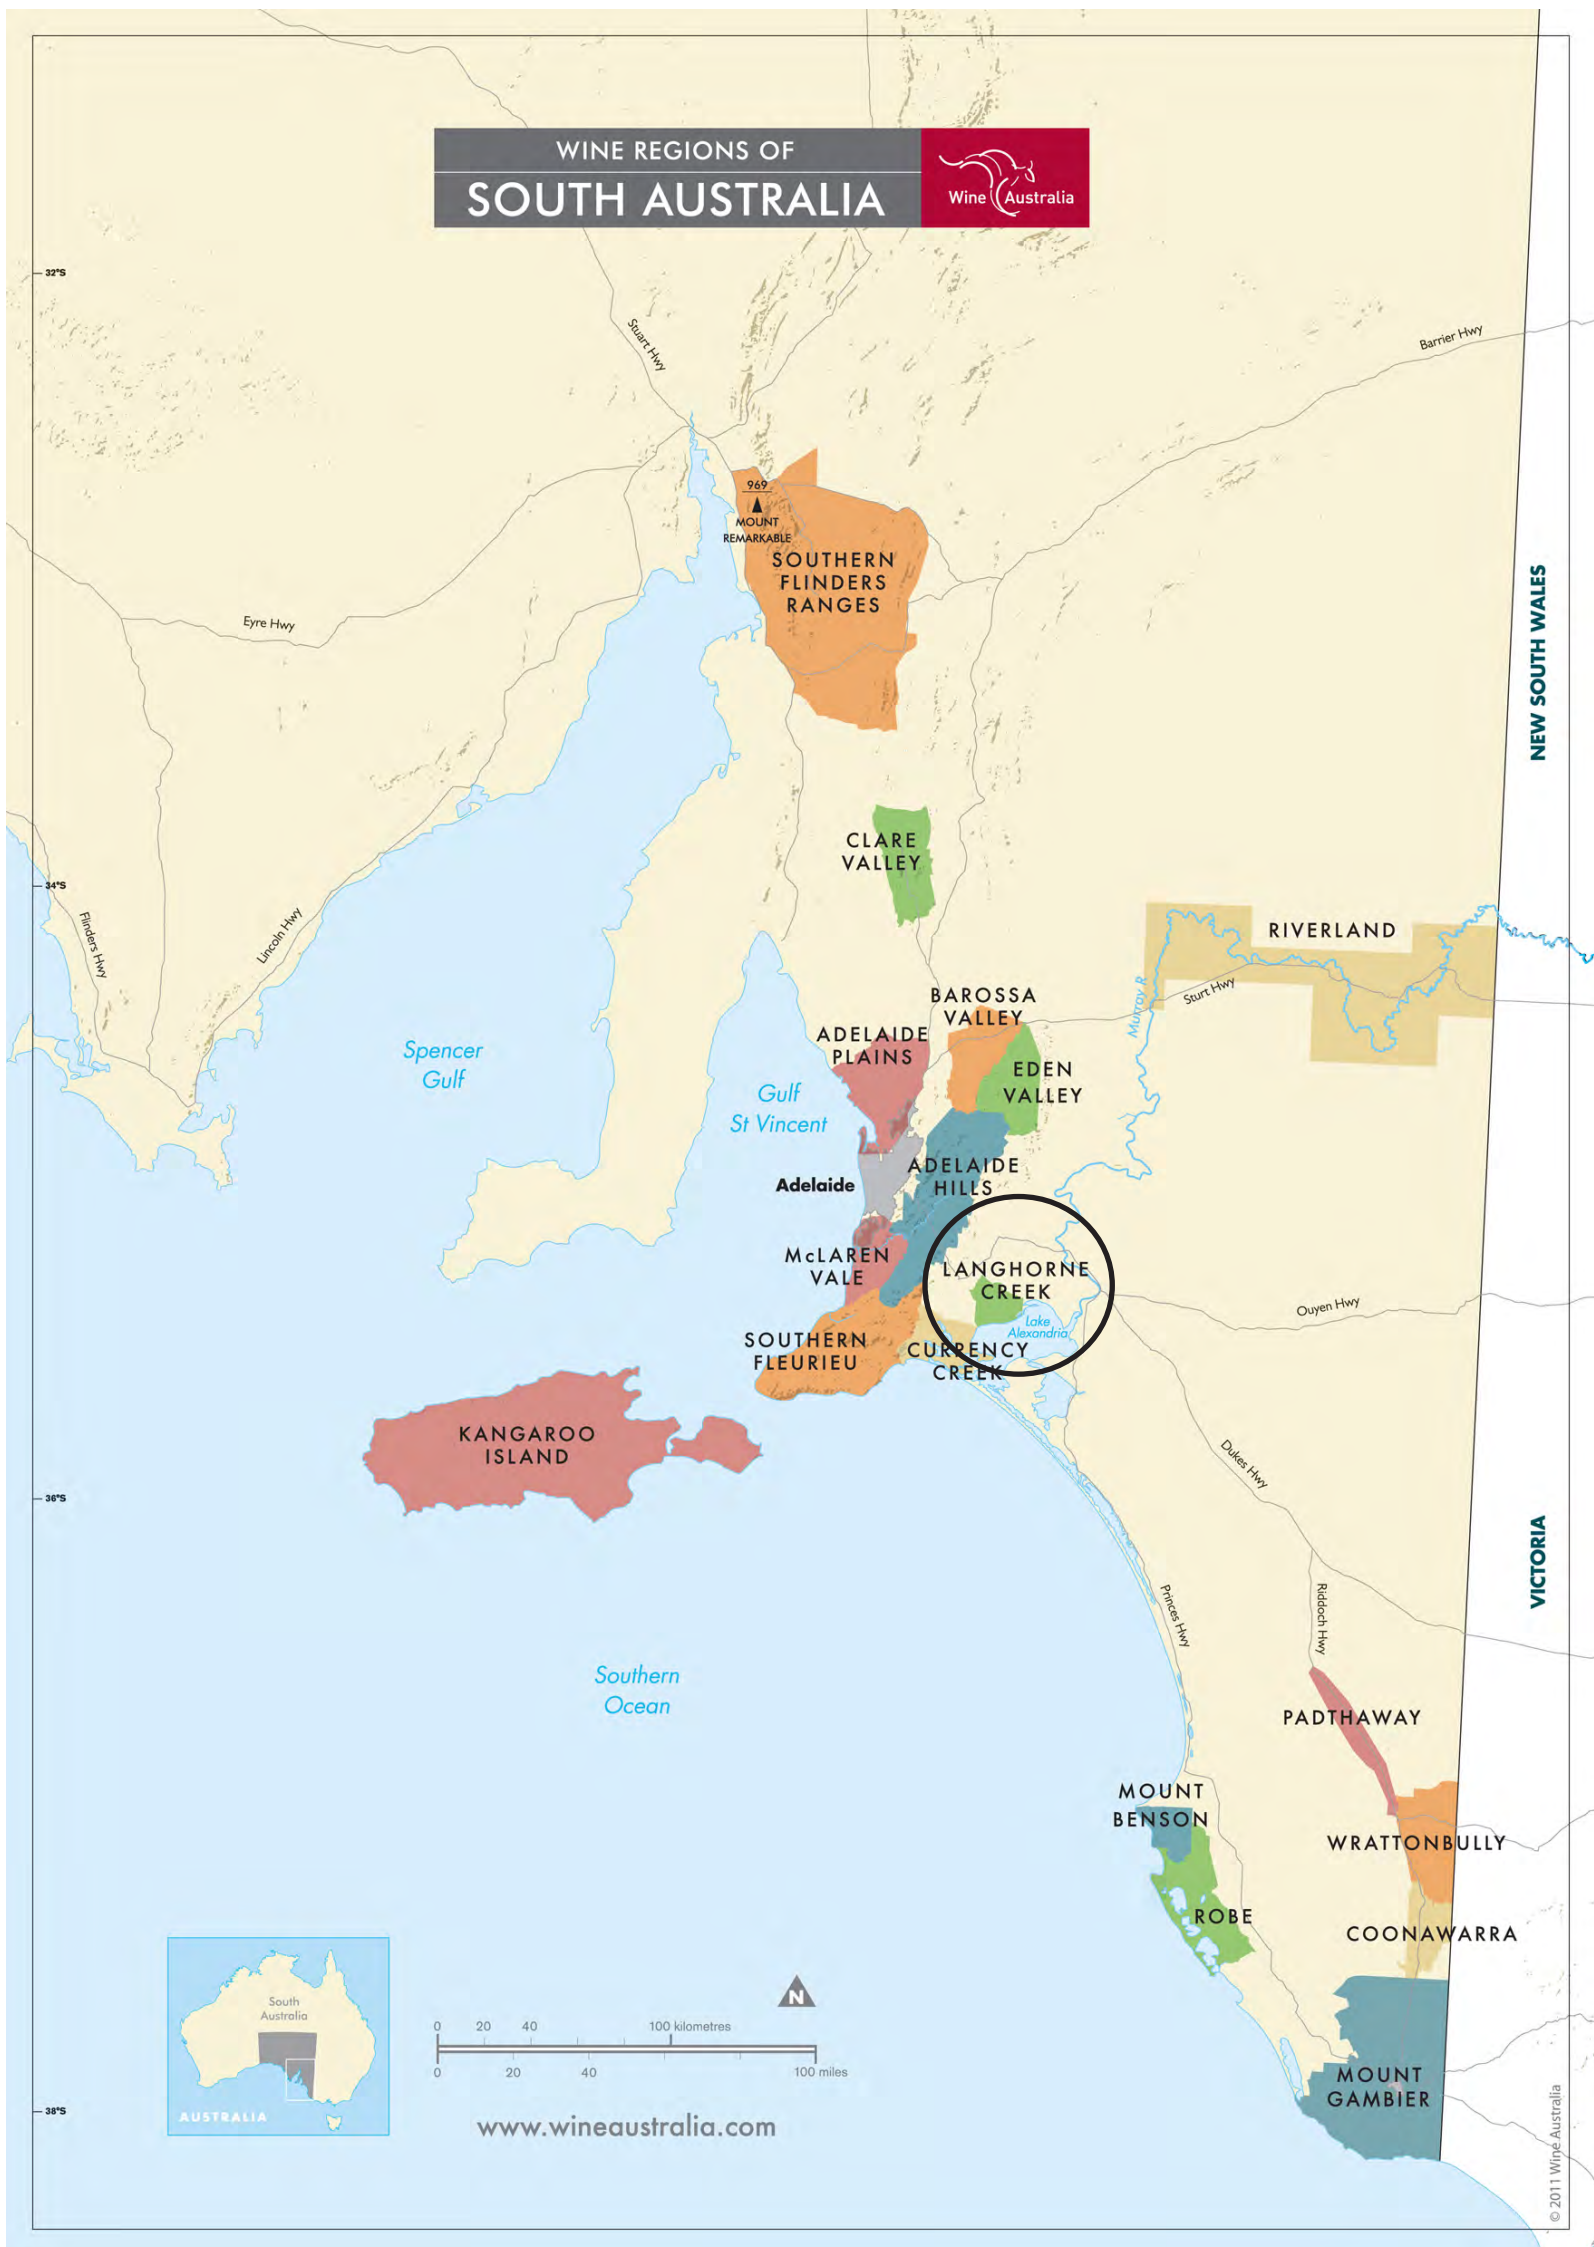 WINE REGIONS OF
SOUTH AUSTRALIA
Wine Australia
32°S
Stuart Hwy
Barrier Hwy
969
MOUNT
REMARKABLE
SOUTHERN
FLINDERS
RANGES
Eyre Hwy
NEW SOUTH WALES
CLARE
VALLEY
34°S
Flinders Hwy
Lincoln Hwy
RIVERLAND
Murray R
Sturt Hwy
BAROSSA
VALLEY
ADELAIDE
PLAINS
EDEN
VALLEY
Spencer
Gulf
Gulf
St Vincent
Adelaide
ADELAIDE
HILLS
McLAREN
VALE
LANGHORNE
CREEK
Lake
Alexandria
Ouyen Hwy
SOUTHERN
FLEURIEU
CURRENCY
CREEK
KANGAROO
ISLAND
Dukes Hwy
36°S
VICTORIA
Princes Hwy
Riddoch Hwy
Southern
Ocean
PADTHAWAY
MOUNT
BENSON
WRATTONBULLY
ROBE
COONAWARRA
South
Australia
AUSTRALIA
N
0 20 40 100 kilometres
0 20 40 100 miles
MOUNT
GAMBIER
38°S
www.wineaustralia.com
© 2011 Wine Australia